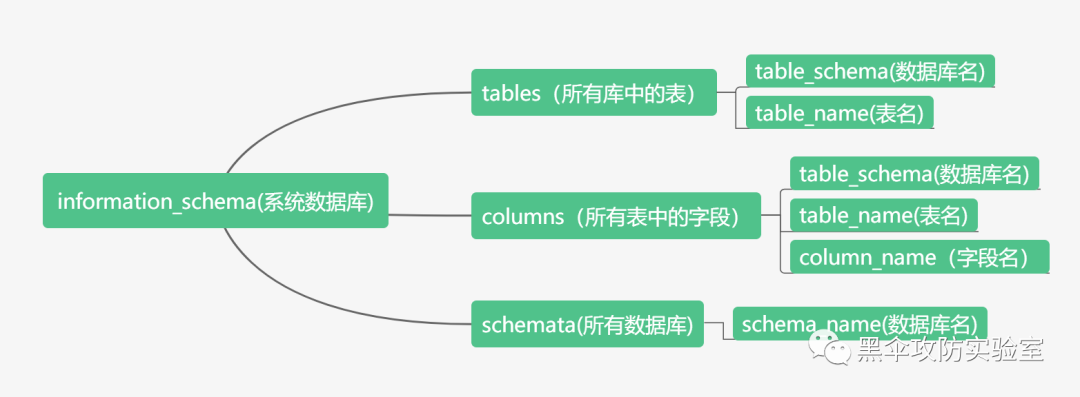 information_schema(系统数据库)
tables（所有库中的表）
table_schema(数据库名)
table_name(表名)
columns（所有表中的字段）
table_schema(数据库名)
table_name(表名)
column_name（字段名）
schemata(所有数据库)
schema_name(数据库名)
黑伞攻防实验室